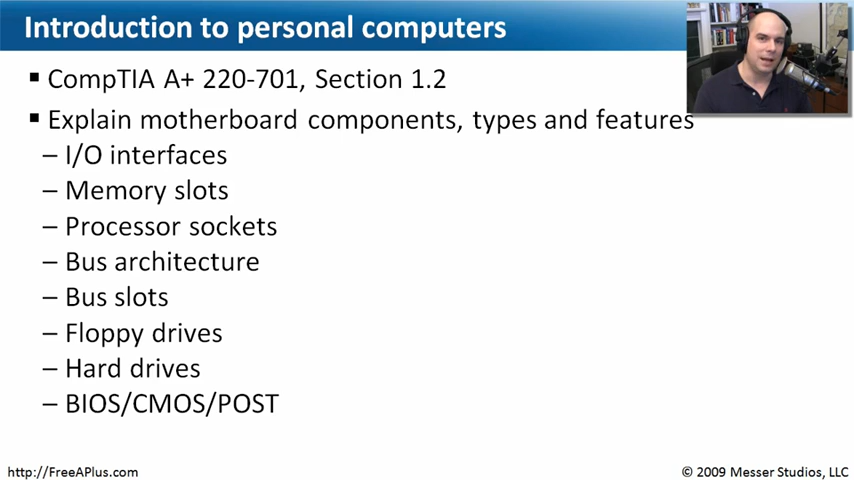 Introduction to personal computers
▪ CompTIA A+ 220-701, Section 1.2
▪ Explain motherboard components, types and features
– I/O interfaces
– Memory slots
– Processor sockets
– Bus architecture
– Bus slots
– Floppy drives
– Hard drives
– BIOS/CMOS/POST
http://FreeAPlus.com
© 2009 Messer Studios, LLC